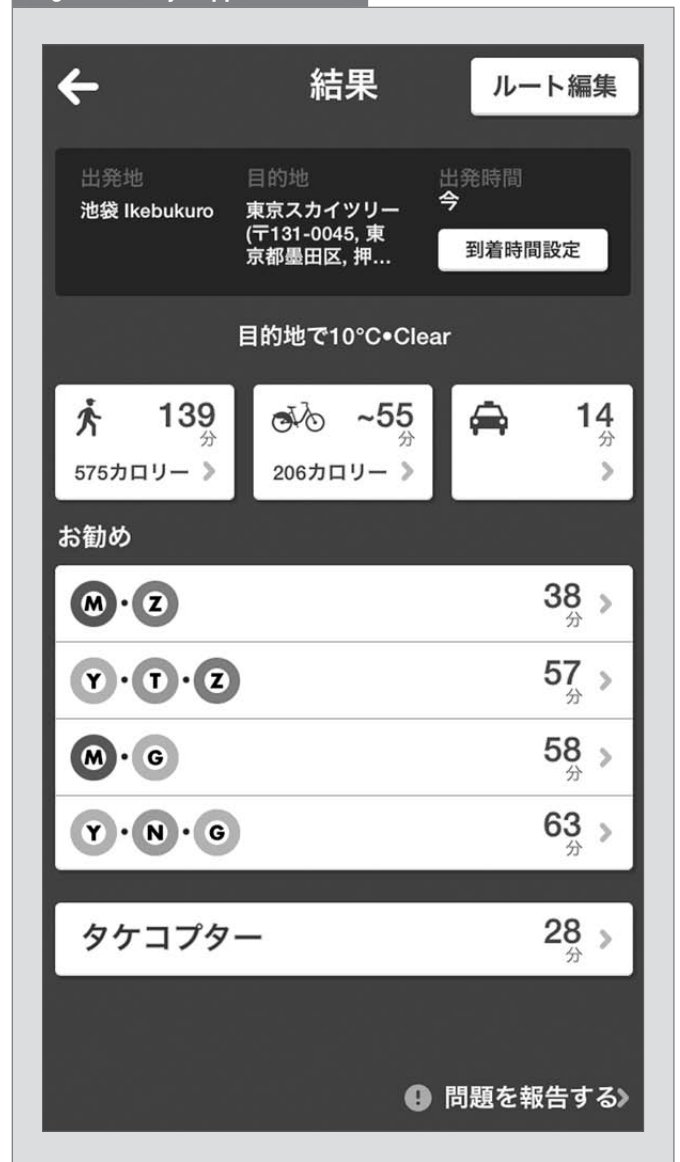 結果
ルート編集
出発地
池袋 Ikebukuro
目的地
東京スカイツリー
(〒131-0045, 東
京都墨田区, 押...
出発時間
今
到着時間設定
目的地で10°C•Clear
139
分
575カロリー
~55
分
206カロリー
14
分
お勧め
M・Z
38
分
Y・T・Z
57
分
M・G
58
分
Y・N・G
63
分
タケコプター
28
分
! 問題を報告する